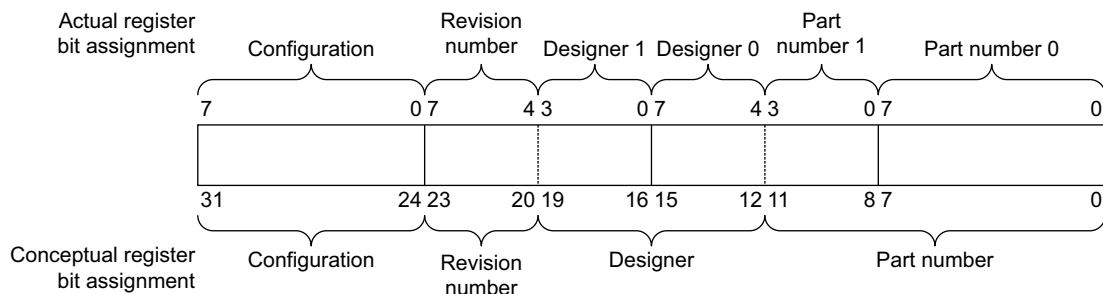 Actual register
bit assignment
Configuration
Revision
number
Designer 1
Designer 0
Part
number 1
Part number 0
7 0 7 4 3 0 7 4 3 0 7 0
31 24 23 20 19 16 15 12 11 8 7 0
Conceptual register
bit assignment
Configuration
Revision
number
Designer
Part number